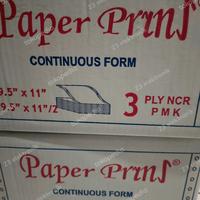 Paper Prins®
CONTINUOUS FORM
9.5" x 11"
9.5" x 11"/2
3 PLY NCR
P M K
Paper Prins®
CONTINUOUS FORM